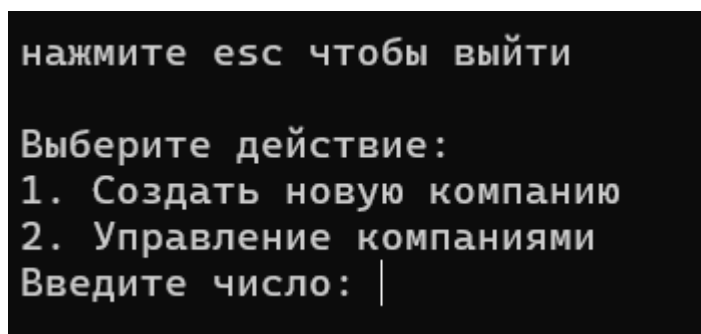 нажмите esc чтобы выйти
Выберите действие:
1. Создать новую компанию
2. Управление компаниями
Введите число: